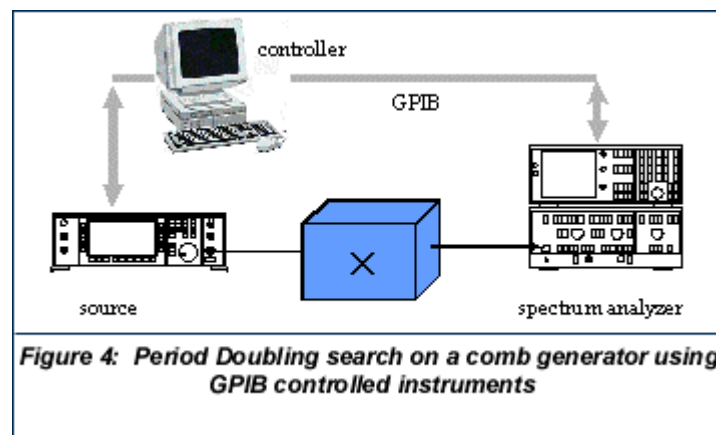 controller
GPIB
X
source
spectrum analyzer
Figure 4: Period Doubling search on a comb generator using
GPIB controlled instruments